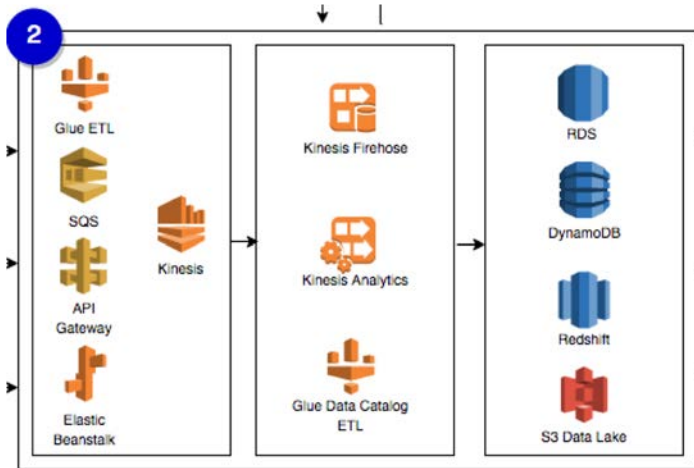 2
Glue ETL
SQS
API
Gateway
Elastic
Beanstalk
Kinesis
Kinesis Firehose
Kinesis Analytics
Glue Data Catalog
ETL
RDS
DynamoDB
Redshift
S3 Data Lake